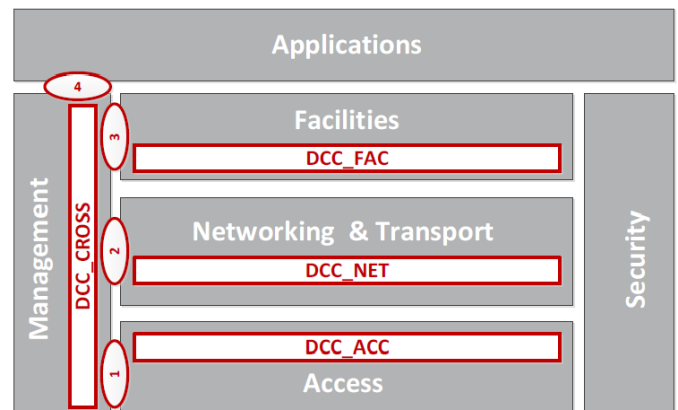 Applications
4
Management
DCC_CROSS
3
Facilities
DCC_FAC
2
Networking & Transport
DCC_NET
1
DCC_ACC
Access
Security